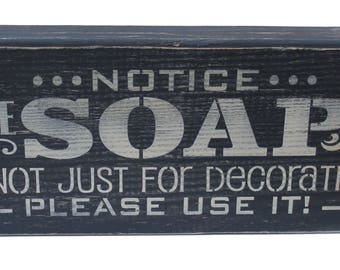 •••NOTICE•••
E SOAP
NOT JUST FOR DECORATI
— PLEASE USE IT! —